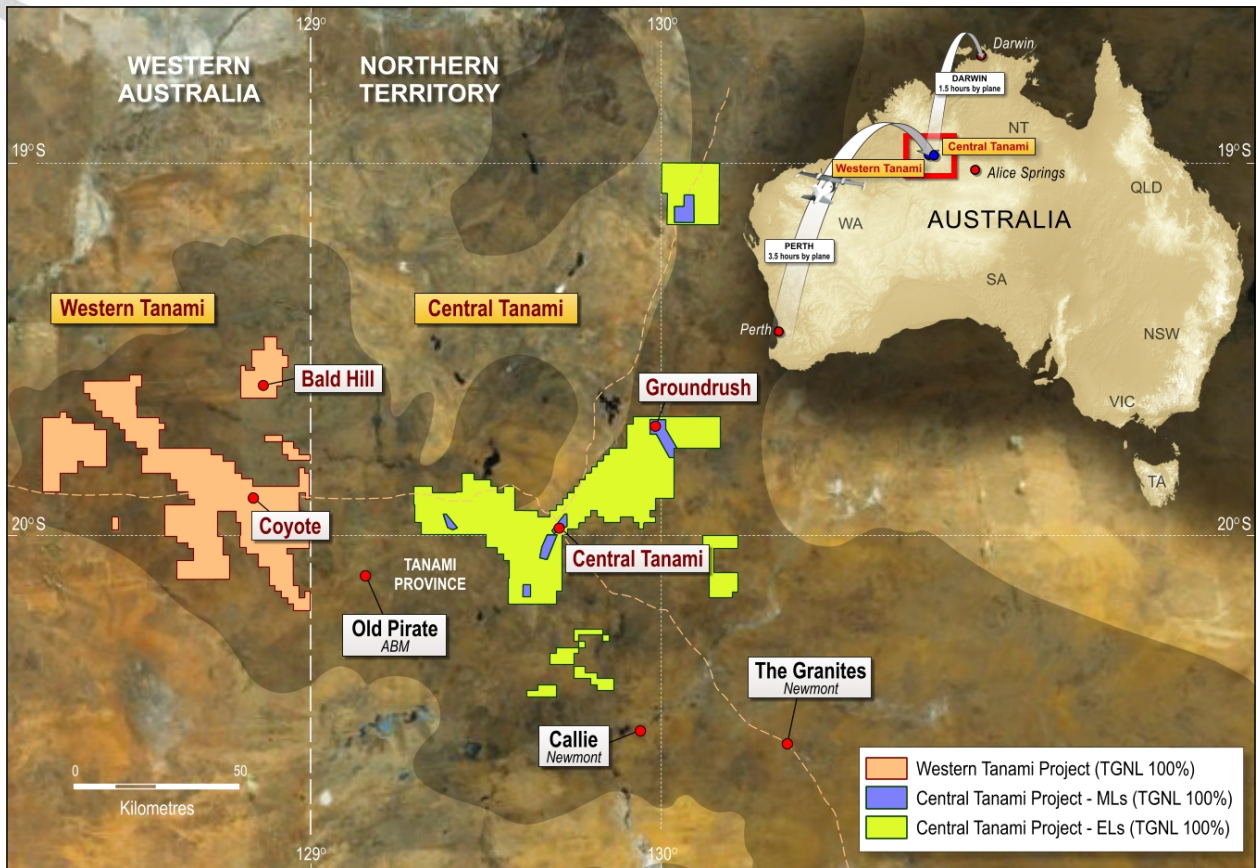 129°
130°
WESTERN
AUSTRALIA
NORTHERN
TERRITORY
Darwin
DARWIN
1.5 hours by plane
NT
Central Tanami
Western Tanami
Alice Springs
QLD
WA
AUSTRALIA
PERTH
3.5 hours by plane
SA
Perth
NSW
VIC
TA
19°S
19°S
Western Tanami
Central Tanami
Bald Hill
Groundrush
Coyote
20°S
20°S
Central Tanami
TANAMI
PROVINCE
Old Pirate
ABM
The Granites
Newmont
Callie
Newmont
0 50
Kilometres
Western Tanami Project (TGNL 100%)
Central Tanami Project - MLs (TGNL 100%)
Central Tanami Project - ELs (TGNL 100%)
129°
130°